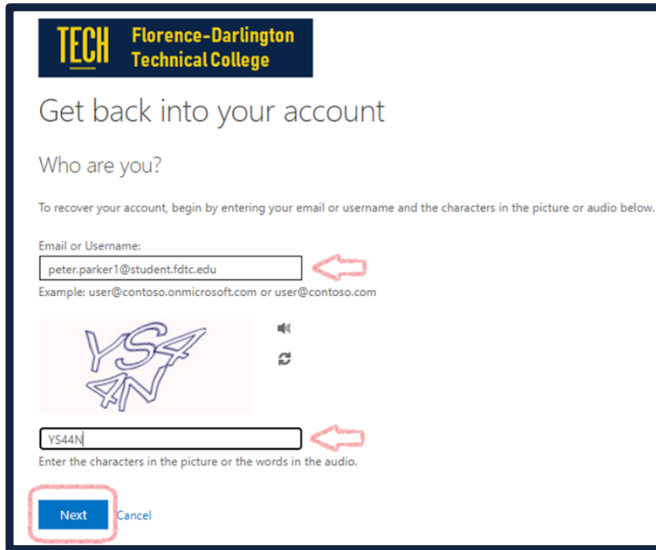 TECH Florence-Darlington
Technical College
Get back into your account
Who are you?
To recover your account, begin by entering your email or username and the characters in the picture or audio below.
Email or Username:
peter.parker1@student.fdtc.edu
Example: user@contoso.onmicrosoft.com or user@contoso.com
YS4
4N
YS44N
Enter the characters in the picture or the words in the audio.
Next Cancel